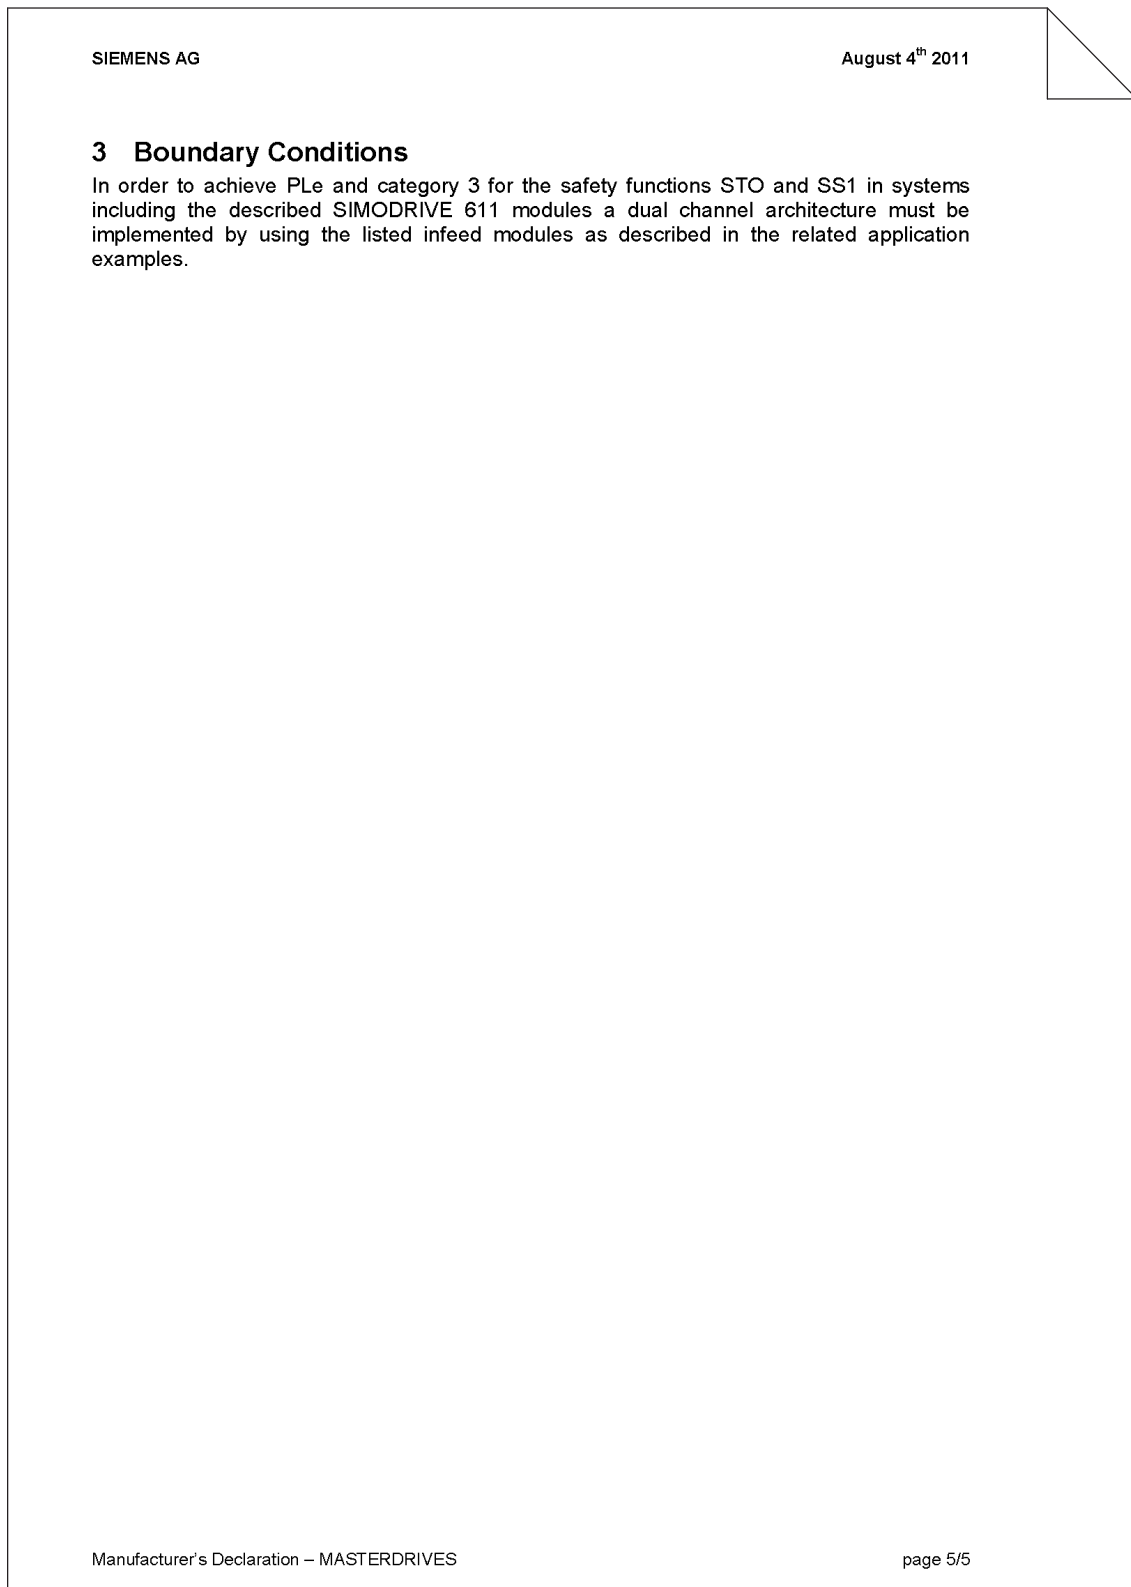 SIEMENS AG
August 4th 2011
3 Boundary Conditions
In order to achieve PLe and category 3 for the safety functions STO and SS1 in systems
including the described SIMODRIVE 611 modules a dual channel architecture must be
implemented by using the listed infeed modules as described in the related application
examples.
Manufacturer's Declaration – MASTERDRIVES
page 5/5